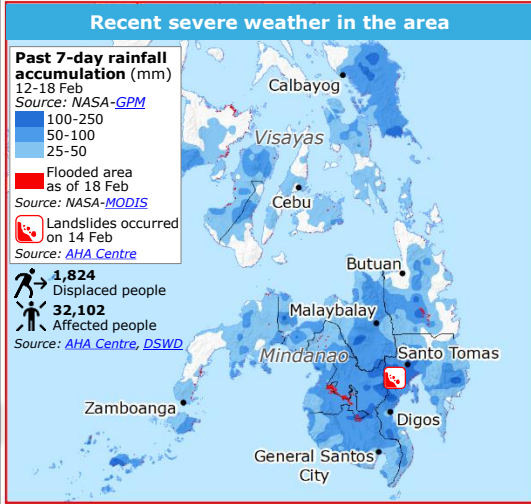 Recent severe weather in the area
Past 7-day rainfall
accumulation (mm)
12-18 Feb
Source: NASA-GPM
100-250
50-100
25-50
Flooded area
as of 18 Feb
Source: NASA-MODIS
Landslides occurred
on 14 Feb
Source: AHA Centre
1,824
Displaced people
32,102
Affected people
Source: AHA Centre, DSWD
Calbayog
Visayas
Cebu
Butuan
Malaybalay
Mindanao
Santo Tomas
Zamboanga
Digos
General Santos
City